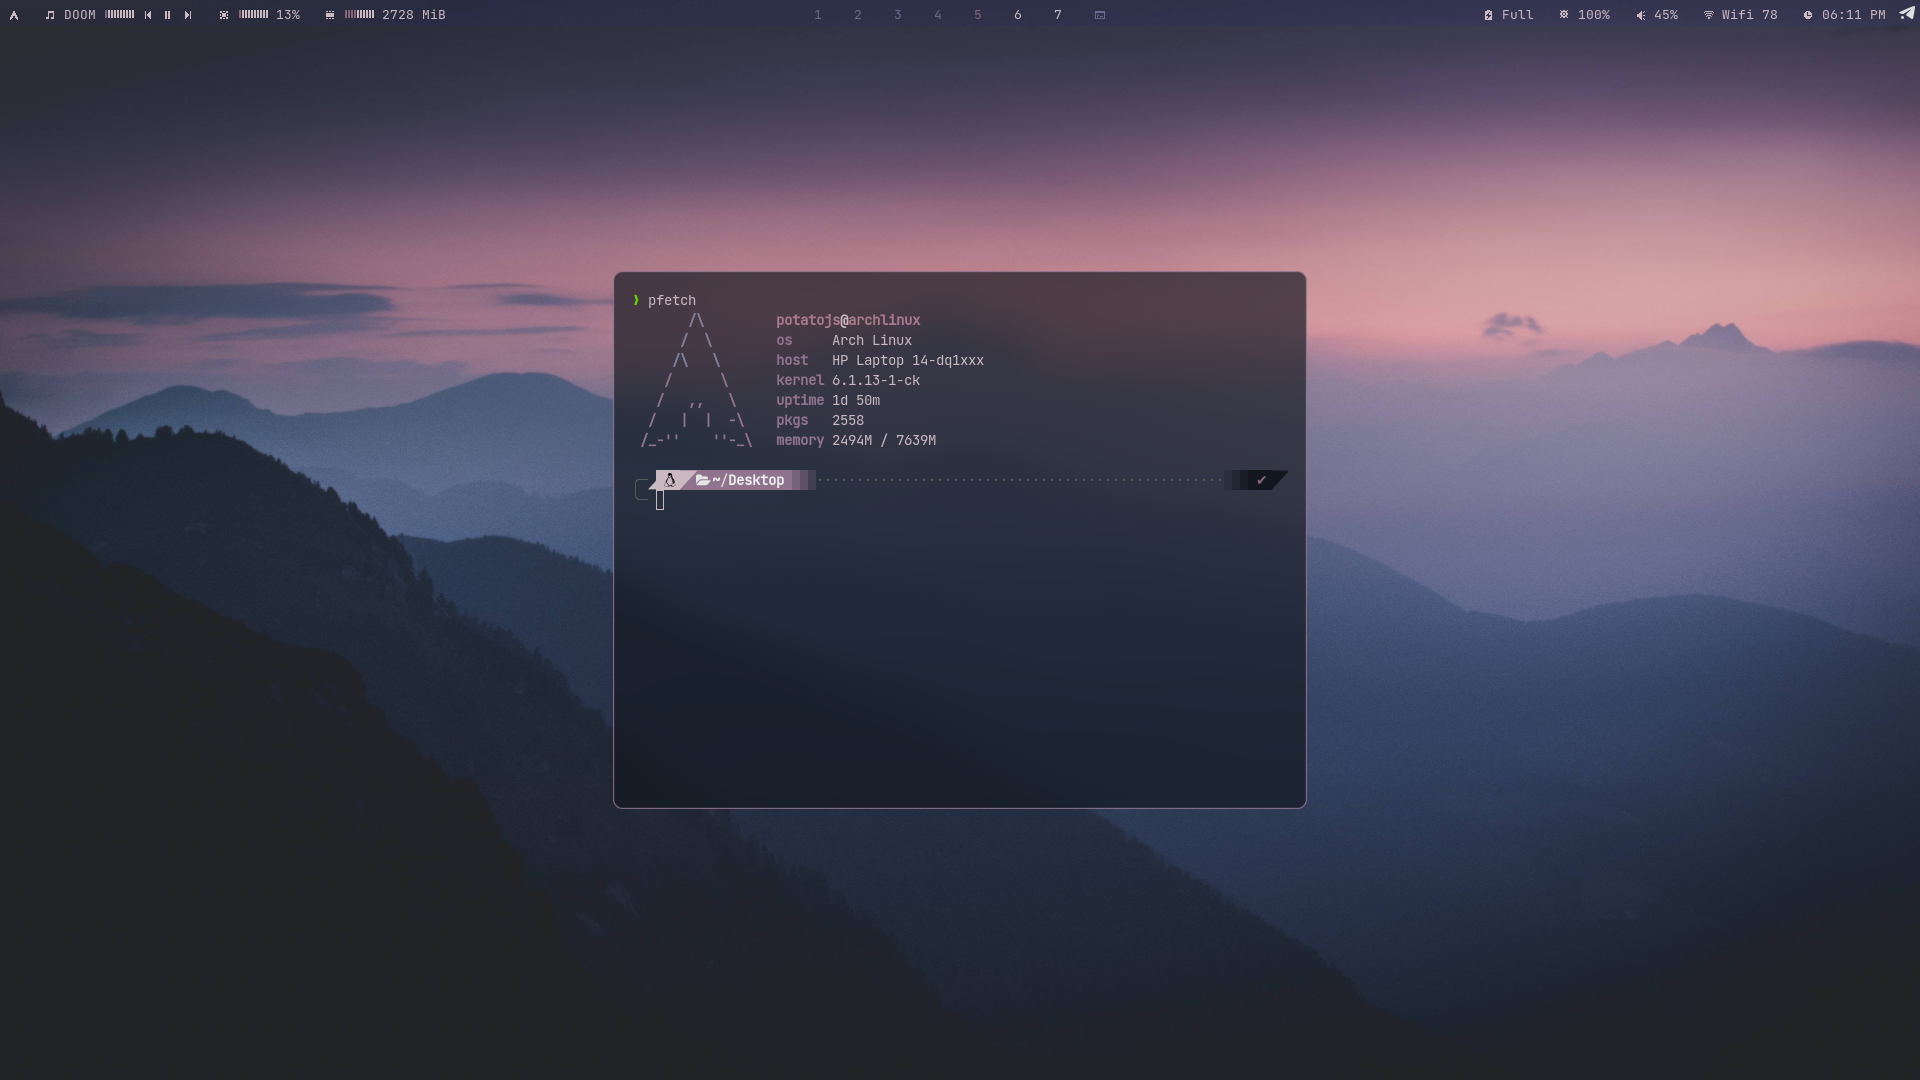 DOOM 13% 2728 MiB 1 2 3 4 5 6 7 Full 100% 45% Wifi 78 06:11 PM
❯ pfetch
/\ potatojs@archlinux
/ \ os Arch Linux
/\ \ host HP Laptop 14-dq1xxx
/ \ kernel 6.1.13-1-ck
/ ,, \ uptime 1d 50m
/ | | -\ pkgs 2558
/_-'' ''-_\ memory 2494M / 7639M
~/Desktop ✔